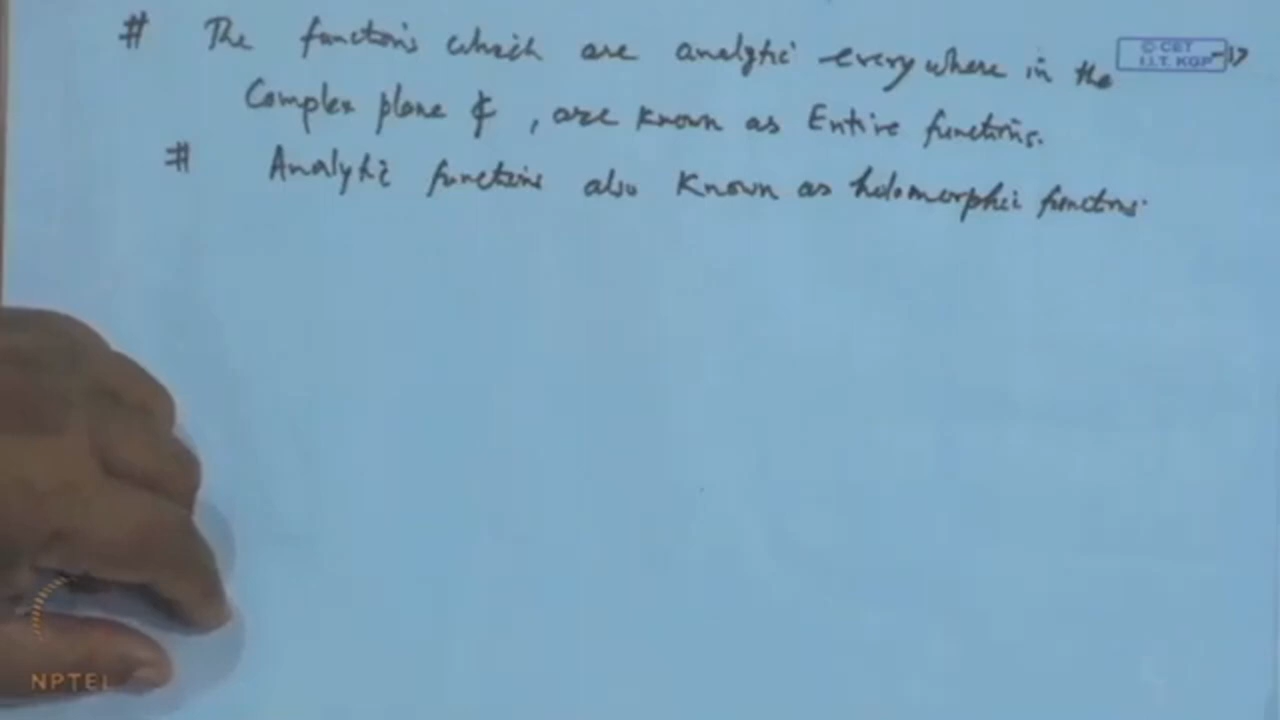 # The functions which are analytic everywhere in the
© CET
I.I.T. KGP -17
Complex plane ₵, are known as Entire functions.
# Analytic functions also known as holomorphic functions.
NPTEL